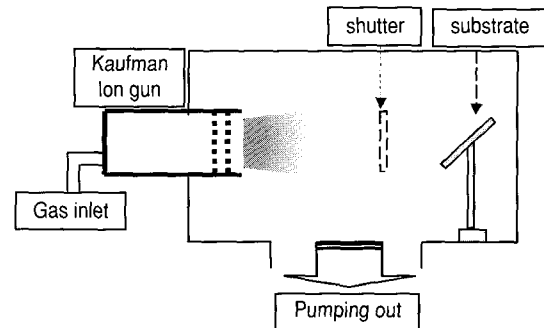 shutter
substrate
Kaufman
Ion gun
Gas inlet
Pumping out